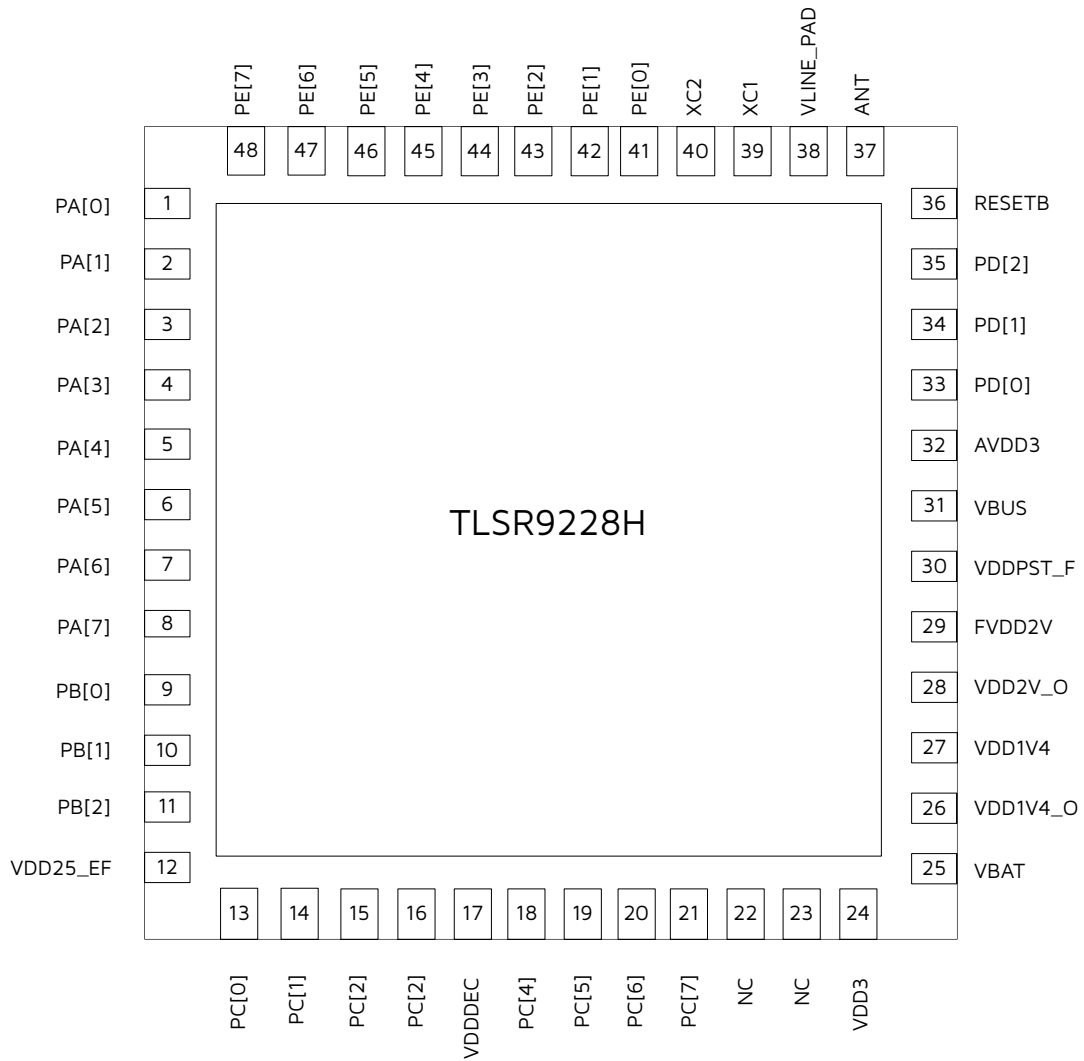 PE[7]
PE[6]
PE[5]
PE[4]
PE[3]
PE[2]
PE[1]
PE[0]
XC2
XC1
VLINE_PAD
ANT
48
47
46
45
44
43
42
41
40
39
38
37
PA[0] 1
PA[1] 2
PA[2] 3
PA[3] 4
PA[4] 5
PA[5] 6
PA[6] 7
PA[7] 8
PB[0] 9
PB[1] 10
PB[2] 11
VDD25_EF 12
TLSR9228H
36 RESETB
35 PD[2]
34 PD[1]
33 PD[0]
32 AVDD3
31 VBUS
30 VDDPST_F
29 FVDD2V
28 VDD2V_O
27 VDD1V4
26 VDD1V4_O
25 VBAT
13
14
15
16
17
18
19
20
21
22
23
24
PC[0]
PC[1]
PC[2]
PC[2]
VDDDEC
PC[4]
PC[5]
PC[6]
PC[7]
NC
NC
VDD3